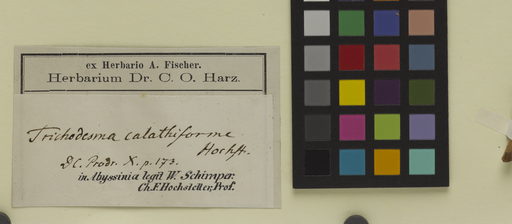 ex Herbario A. Fischer.
Herbarium Dr. C. O. Harz.
Trichodesma calathiforme
Hochst.
DC. Prodr. X. p. 173.
in Abyssinia legit W. Schimper.
Ch. F. Hochstetter, Prof.